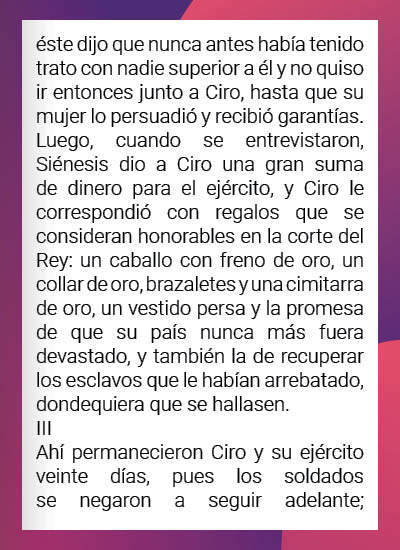 éste dijo que nunca antes había tenido
trato con nadie superior a él y no quiso
ir entonces junto a Ciro, hasta que su
mujer lo persuadió y recibió garantías.
Luego, cuando se entrevistaron,
Siénesis dio a Ciro una gran suma
de dinero para el ejército, y Ciro le
correspondió con regalos que se
consideran honorables en la corte del
Rey: un caballo con freno de oro, un
collar de oro, brazaletes y una cimitarra
de oro, un vestido persa y la promesa
de que su país nunca más fuera
devastado, y también la de recuperar
los esclavos que le habían arrebatado,
dondequiera que se hallasen.
III
Ahí permanecieron Ciro y su ejército
veinte días, pues los soldados
se negaron a seguir adelante;